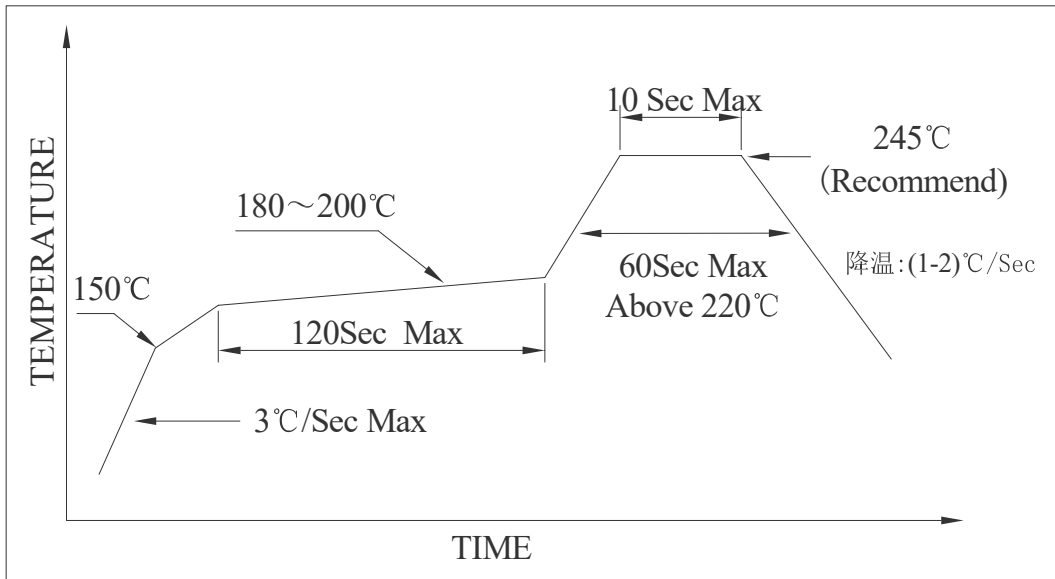 10 Sec Max
245℃
(Recommend)
180～200℃
60Sec Max
Above 220℃
降温:(1-2)℃/Sec
150℃
120Sec Max
3℃/Sec Max
TEMPERATURE
TIME